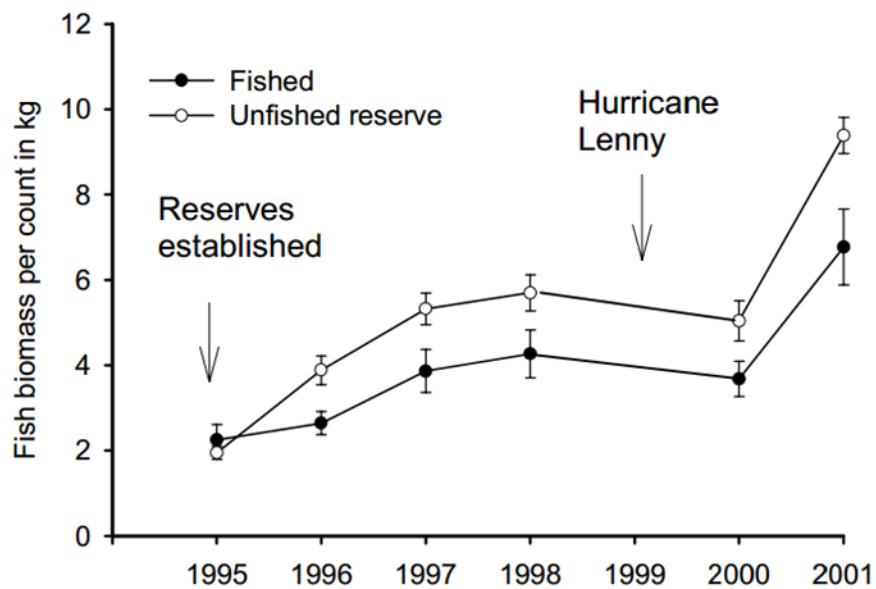 12
10
8
6
4
2
0
Fish biomass per count in kg
Fished
Unfished reserve
Reserves
established
Hurricane
Lenny
1995 1996 1997 1998 1999 2000 2001